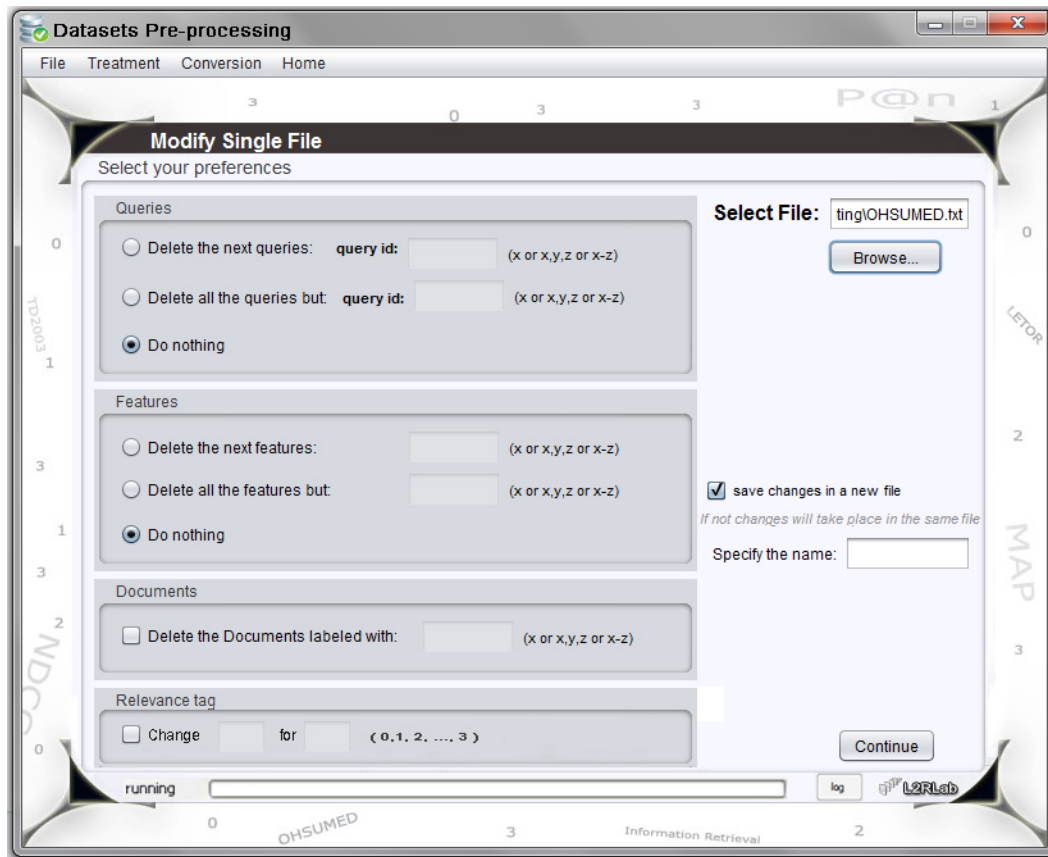 Datasets Pre-processing
File Treatment Conversion Home
3 0 3 3 P@n 1
Modify Single File
Select your preferences
Queries
Select File: ting\OHSUMED.txt
Delete the next queries: query id: (x or x,y,z or x-z)
Browse...
Delete all the queries but: query id: (x or x,y,z or x-z)
Do nothing
Features
Delete the next features: (x or x,y,z or x-z)
Delete all the features but: (x or x,y,z or x-z)
Do nothing
save changes in a new file
If not changes will take place in the same file
Specify the name:
Documents
Delete the Documents labeled with: (x or x,y,z or x-z)
Relevance tag
Change for ( 0,1, 2, ..., 3 )
Continue
running
log
L2RLab
0
TD2003
1
3
1
3
2
0
0
LETOR
2
MAP
3
0 OHSUMED 3 Information Retrieval 2